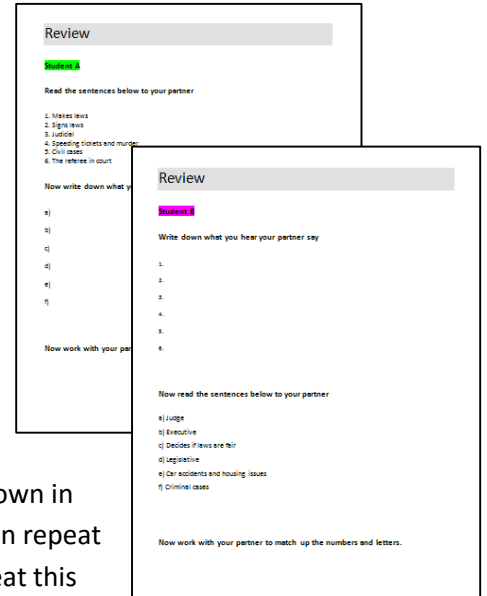 Review
Student A
Read the sentences below to your partner
1. Makes laws
2. Signs laws
3. Judicial
4. Speeding tickets and murder
5. Civil cases
6. The referee in court
Now write down what y
a)
b)
c)
d)
e)
f)
Now work with your par
Review
Student B
Write down what you hear your partner say
1.
2.
3.
4.
5.
6.
Now read the sentences below to your partner
a) Judge
b) Executive
c) Decides if laws are fair
d) Legislative
e) Car accidents and housing issues
f) Criminal cases
Now work with your partner to match up the numbers and letters.
own in
n repeat
eat this